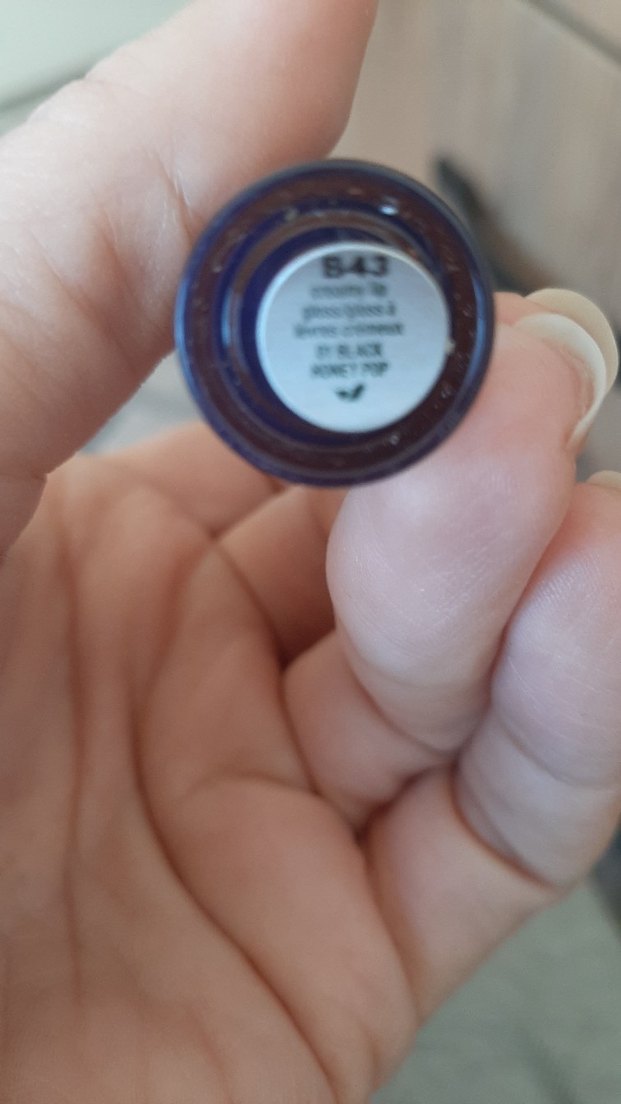 B43
creamy lip
gloss/gloss à
lèvres crémeux
01 BLACK
HONEY POP